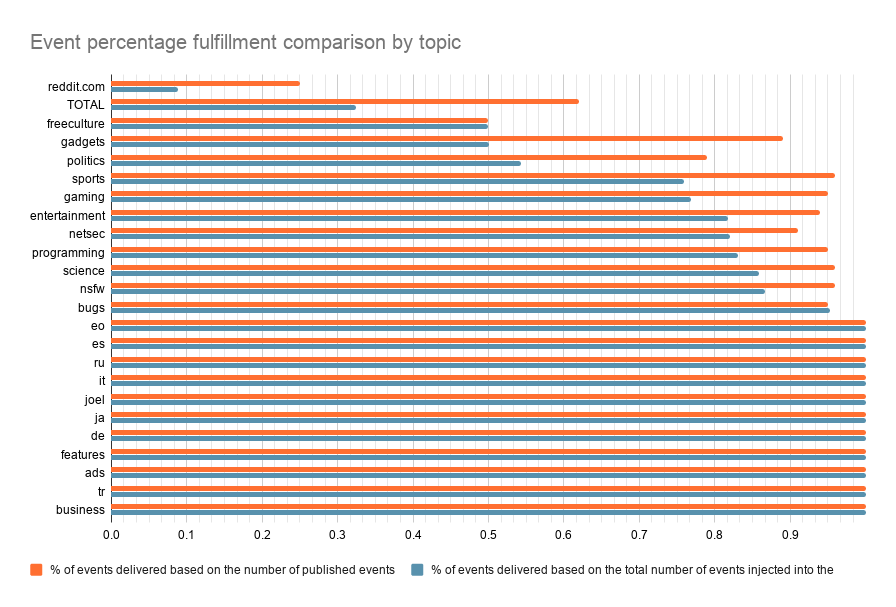 Event percentage fulfillment comparison by topic
reddit.com
TOTAL
freeculture
gadgets
politics
sports
gaming
entertainment
netsec
programming
science
nsfw
bugs
eo
es
ru
it
joel
ja
de
features
ads
tr
business
0.0 0.1 0.2 0.3 0.4 0.5 0.6 0.7 0.8 0.9
% of events delivered based on the number of published events % of events delivered based on the total number of events injected into the